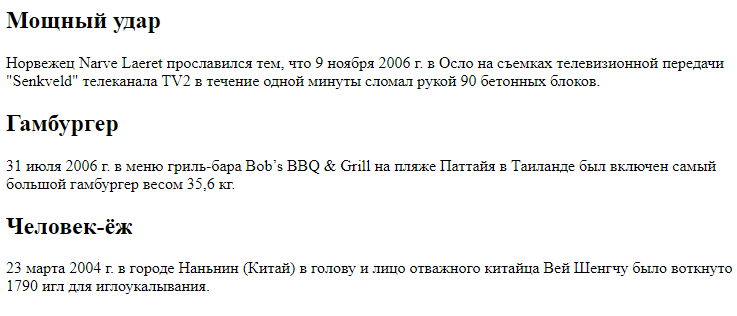 Мощный удар
Норвежец Narve Laeret прославился тем, что 9 ноября 2006 г. в Осло на съемках телевизионной передачи
"Senkveld" телеканала TV2 в течение одной минуты сломал рукой 90 бетонных блоков.
Гамбургер
31 июля 2006 г. в меню гриль-бара Bob’s BBQ & Grill на пляже Паттайя в Таиланде был включен самый
большой гамбургер весом 35,6 кг.
Человек-ёж
23 марта 2004 г. в городе Наньнин (Китай) в голову и лицо отважного китайца Вей Шенгчу было воткнуто
1790 игл для иглоукалывания.